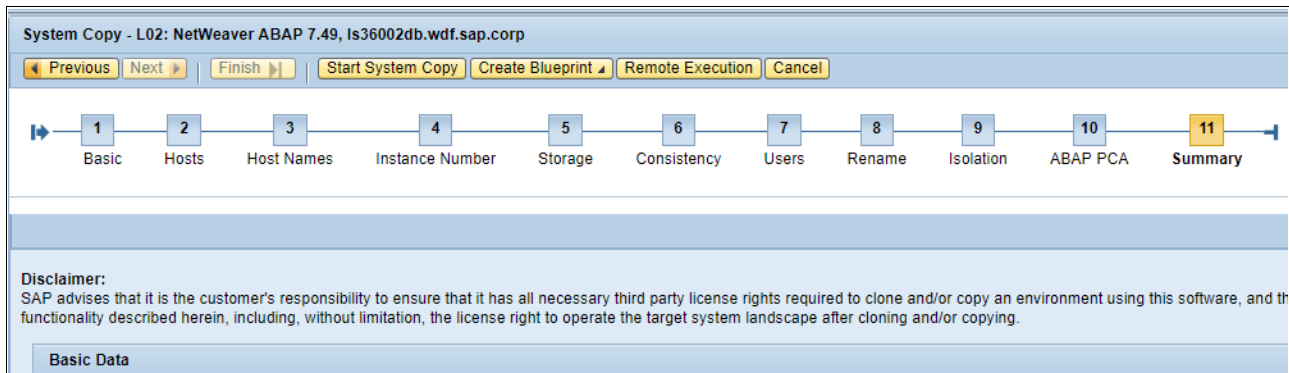 System Copy - L02: NetWeaver ABAP 7.49, ls36002db.wdf.sap.corp
Previous Next Finish Start System Copy Create Blueprint Remote Execution Cancel
1 2 3 4 5 6 7 8 9 10 11
Basic Hosts Host Names Instance Number Storage Consistency Users Rename Isolation ABAP PCA Summary
Disclaimer:
SAP advises that it is the customer's responsibility to ensure that it has all necessary third party license rights required to clone and/or copy an environment using this software, and th
functionality described herein, including, without limitation, the license right to operate the target system landscape after cloning and/or copying.
Basic Data